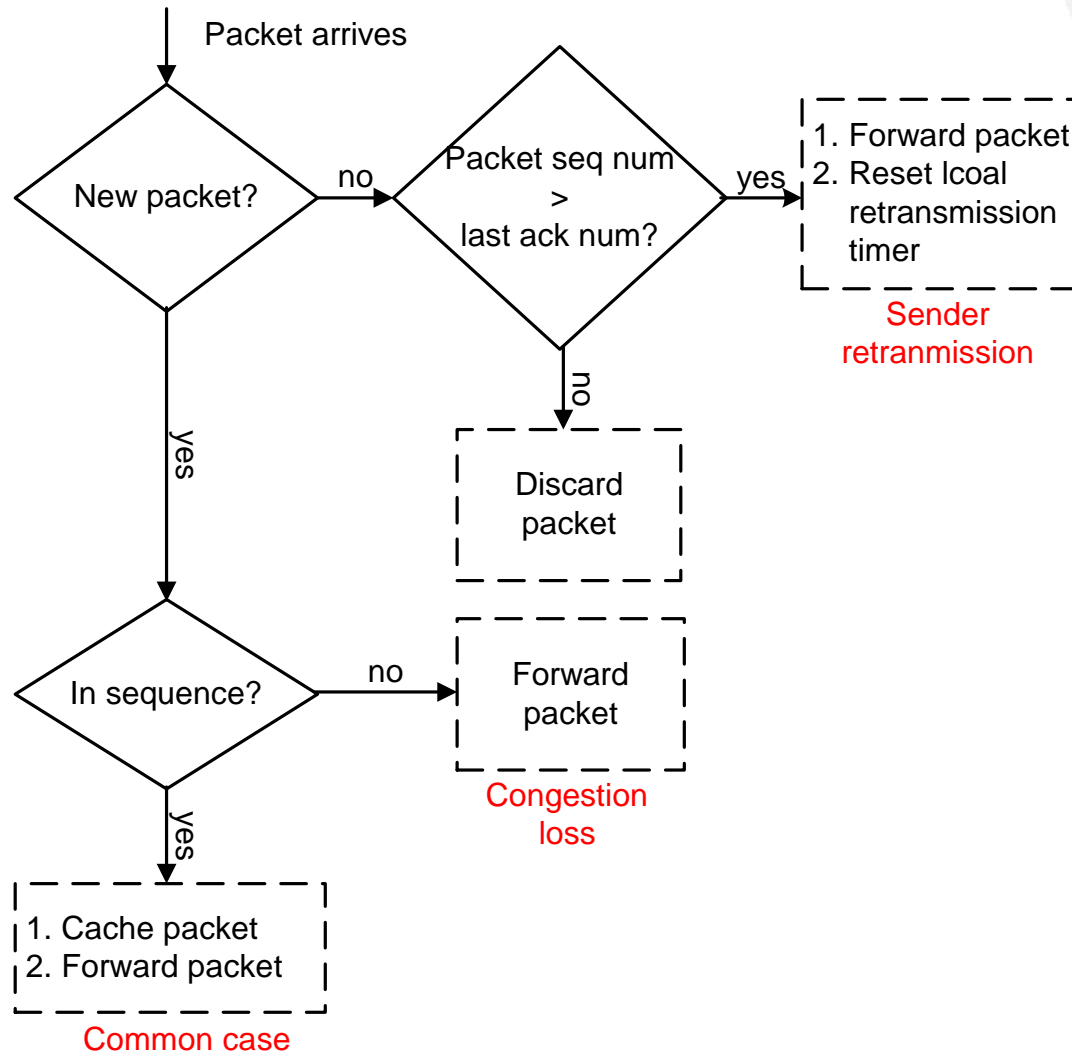 Packet arrives
New packet?
no
Packet seq num
>
last ack num?
yes
1. Forward packet
2. Reset lcoal
retransmission
timer
Sender
retranmission
no
Discard
packet
yes
In sequence?
no
Forward
packet
Congestion
loss
yes
1. Cache packet
2. Forward packet
Common case